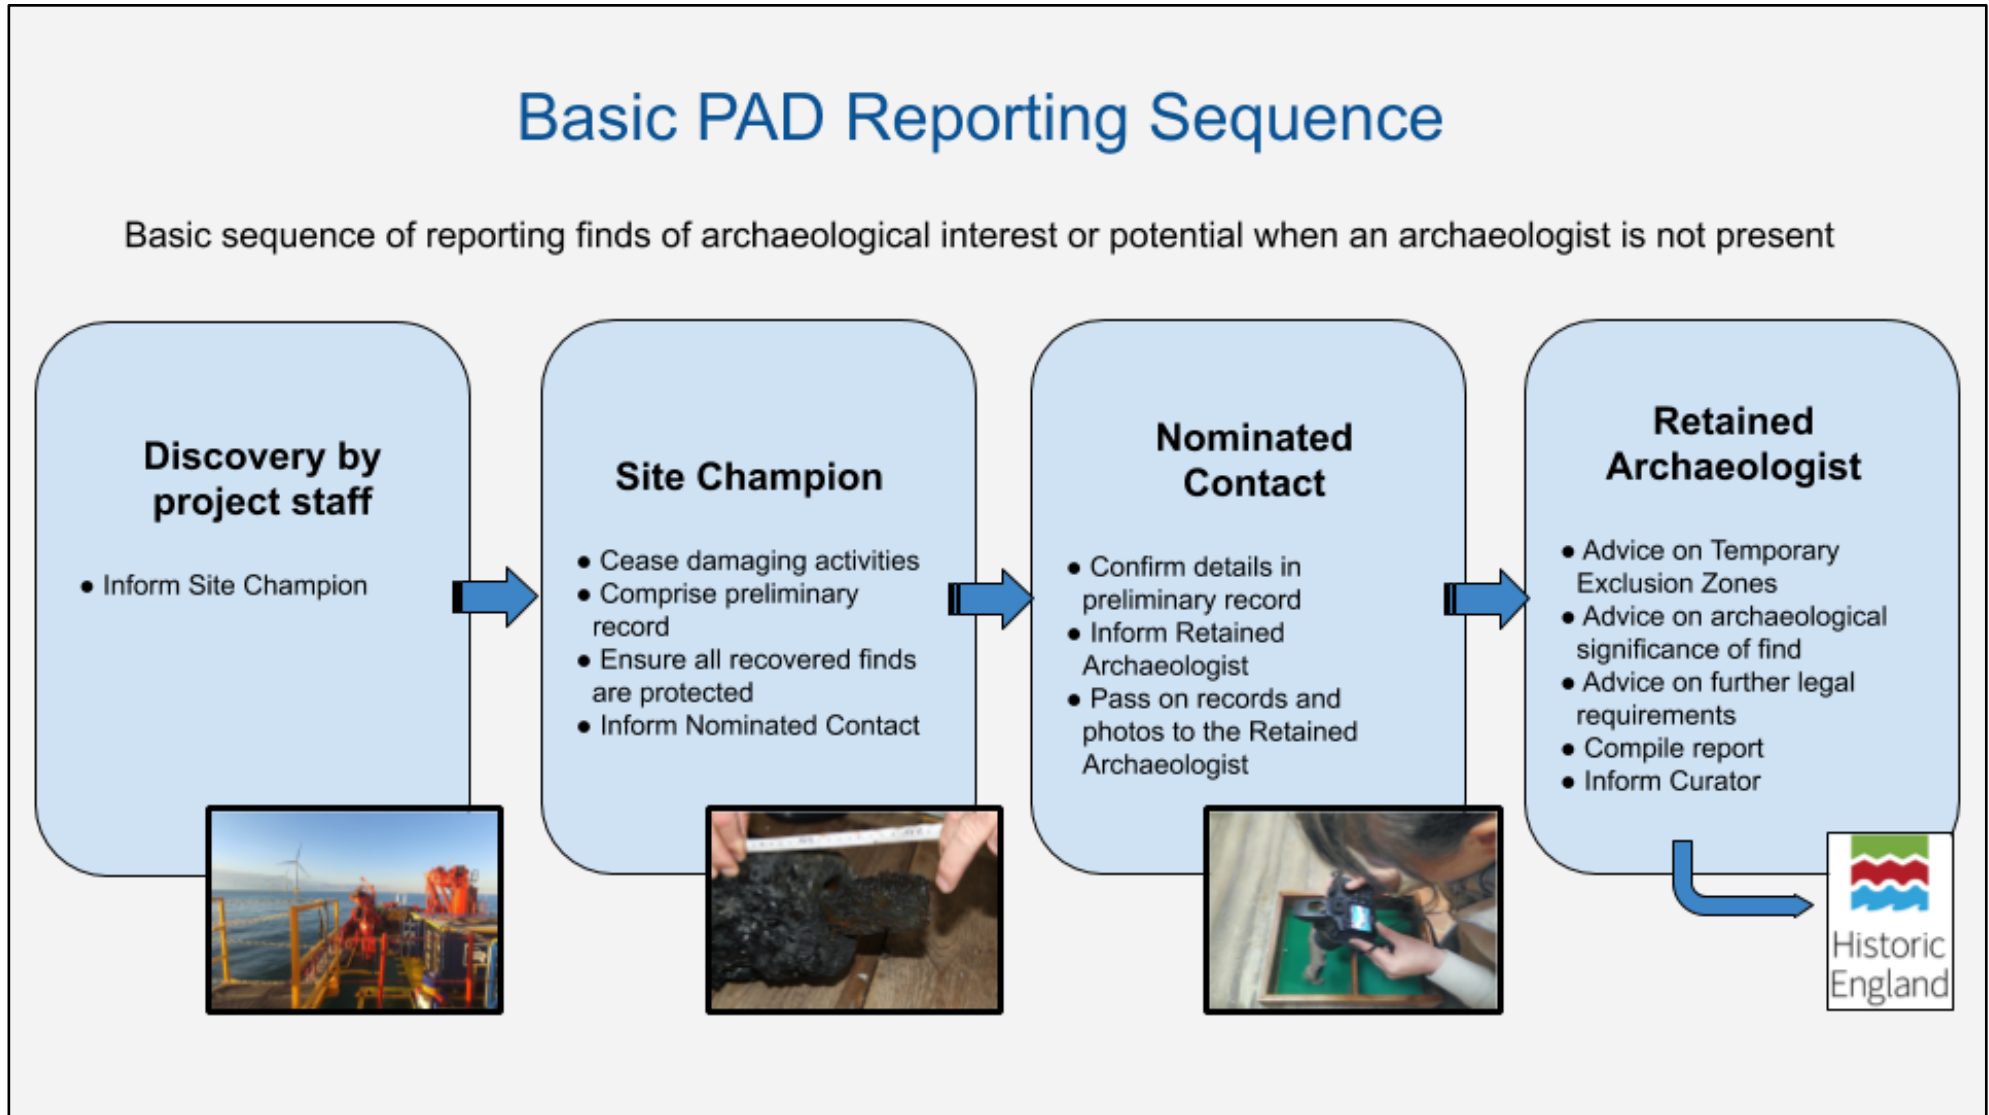 Basic PAD Reporting Sequence
Basic sequence of reporting finds of archaeological interest or potential when an archaeologist is not present
Discovery by
project staff
● Inform Site Champion
Site Champion
● Cease damaging activities
● Comprise preliminary
record
● Ensure all recovered finds
are protected
● Inform Nominated Contact
Nominated
Contact
● Confirm details in
preliminary record
● Inform Retained
Archaeologist
● Pass on records and
photos to the Retained
Archaeologist
Retained
Archaeologist
● Advice on Temporary
Exclusion Zones
● Advice on archaeological
significance of find
● Advice on further legal
requirements
● Compile report
● Inform Curator
Historic
England